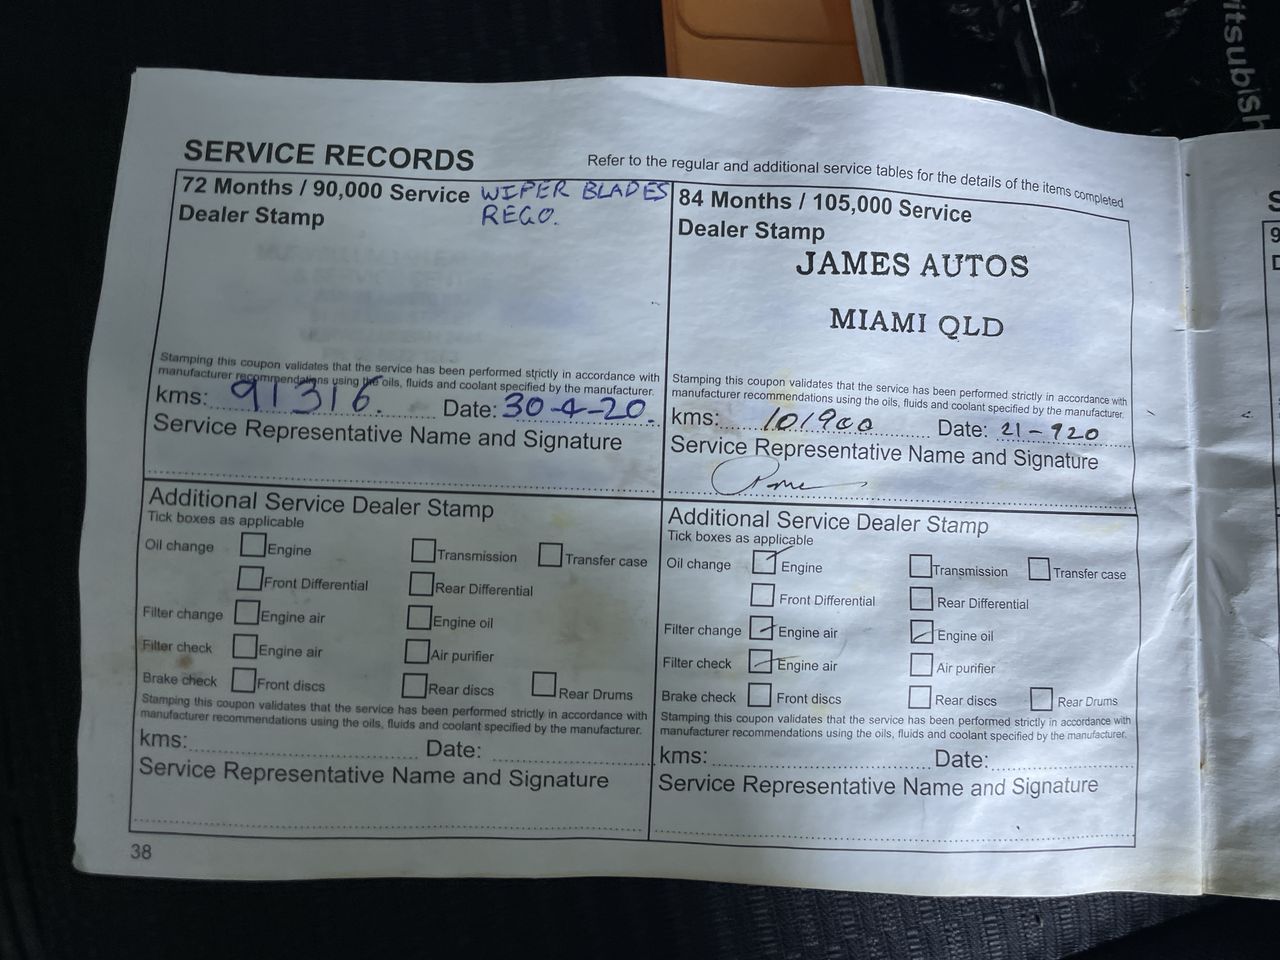 itsubish
SERVICE RECORDS
Refer to the regular and additional service tables for the details of the items completed
72 Months / 90,000 Service WIPER BLADES
Dealer Stamp REGO.
Stamping this coupon validates that the service has been performed strictly in accordance with
manufacturer recommendations using the oils, fluids and coolant specified by the manufacturer.
kms: 91316. Date: 30-4-20.
Service Representative Name and Signature
Additional Service Dealer Stamp
Tick boxes as applicable
Oil change Engine Transmission Transfer case
Front Differential Rear Differential
Filter change Engine air Engine oil
Filter check Engine air Air purifier
Brake check Front discs Rear discs Rear Drums
Stamping this coupon validates that the service has been performed strictly in accordance with
manufacturer recommendations using the oils, fluids and coolant specified by the manufacturer.
kms: Date:
Service Representative Name and Signature
38
84 Months / 105,000 Service
Dealer Stamp
JAMES AUTOS
MIAMI QLD
Stamping this coupon validates that the service has been performed strictly in accordance with
manufacturer recommendations using the oils, fluids and coolant specified by the manufacturer.
kms: 101900 Date: 21-920
Service Representative Name and Signature
Additional Service Dealer Stamp
Tick boxes as applicable
Oil change Engine Transmission Transfer case
Front Differential Rear Differential
Filter change Engine air Engine oil
Filter check Engine air Air purifier
Brake check Front discs Rear discs Rear Drums
Stamping this coupon validates that the service has been performed strictly in accordance with
manufacturer recommendations using the oils, fluids and coolant specified by the manufacturer.
kms: Date:
Service Representative Name and Signature
S
9
D